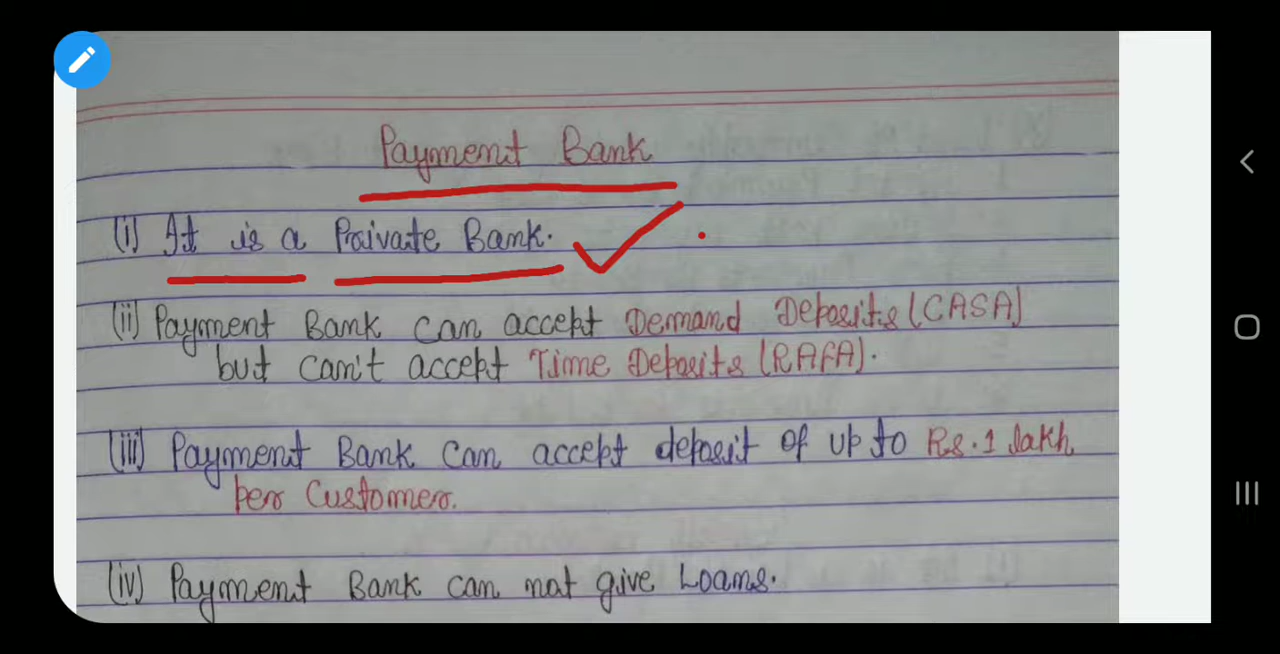 Payment Bank
(i) It is a Private Bank.
(ii) Payment Bank can accept Demand Deposits (CASA)
but can't accept Time Deposits (RAFA).
(iii) Payment Bank can accept deposit of up to Rs. 1 lakh
per Customer.
(iv) Payment Bank can not give Loans.